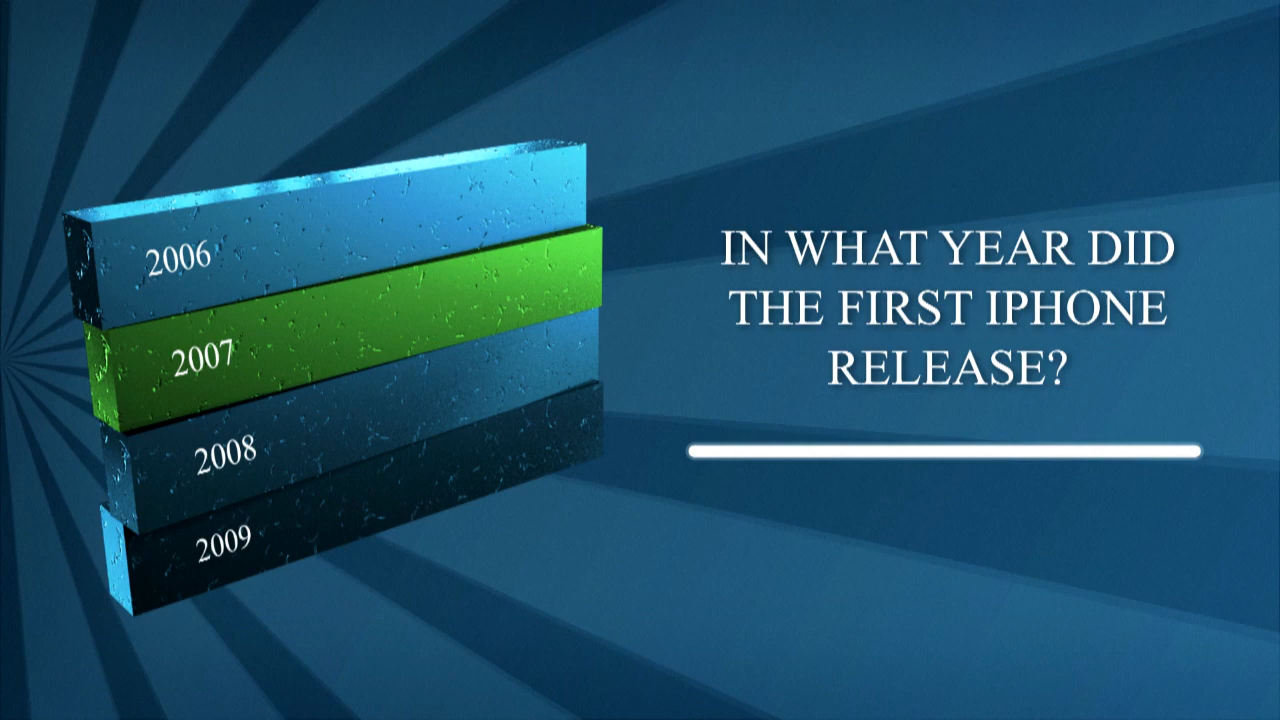 2006
2007
2008
2009
IN WHAT YEAR DID
THE FIRST IPHONE
RELEASE?